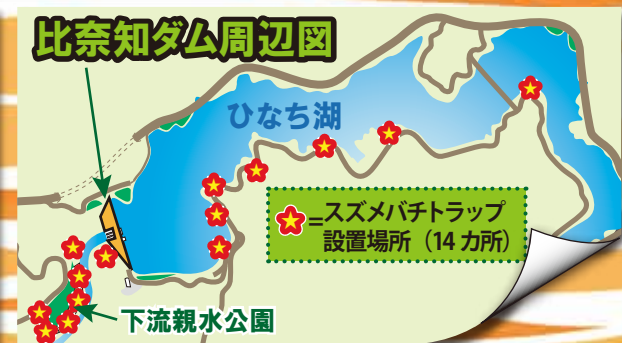 比奈知ダム周辺図
ひなち湖
=スズメバチトラップ
設置場所（14カ所）
下流親水公園